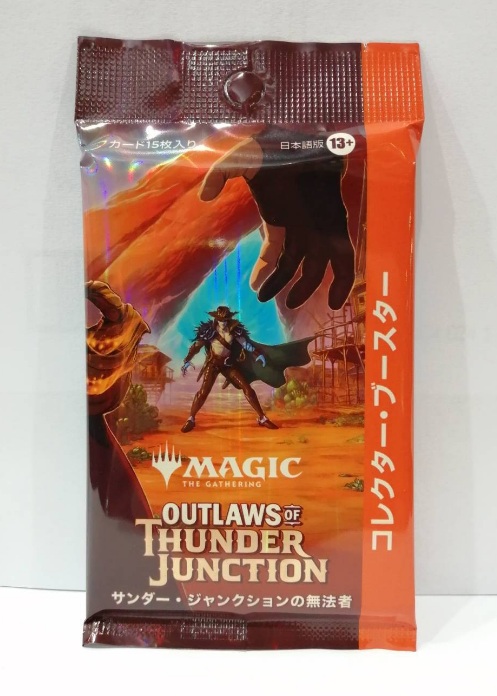 カード15枚入り
日本語版 13+
コレクター・ブースター
MAGIC
THE GATHERING
OUTLAWS OF
THUNDER
JUNCTION
サンダー・ジャンクションの無法者